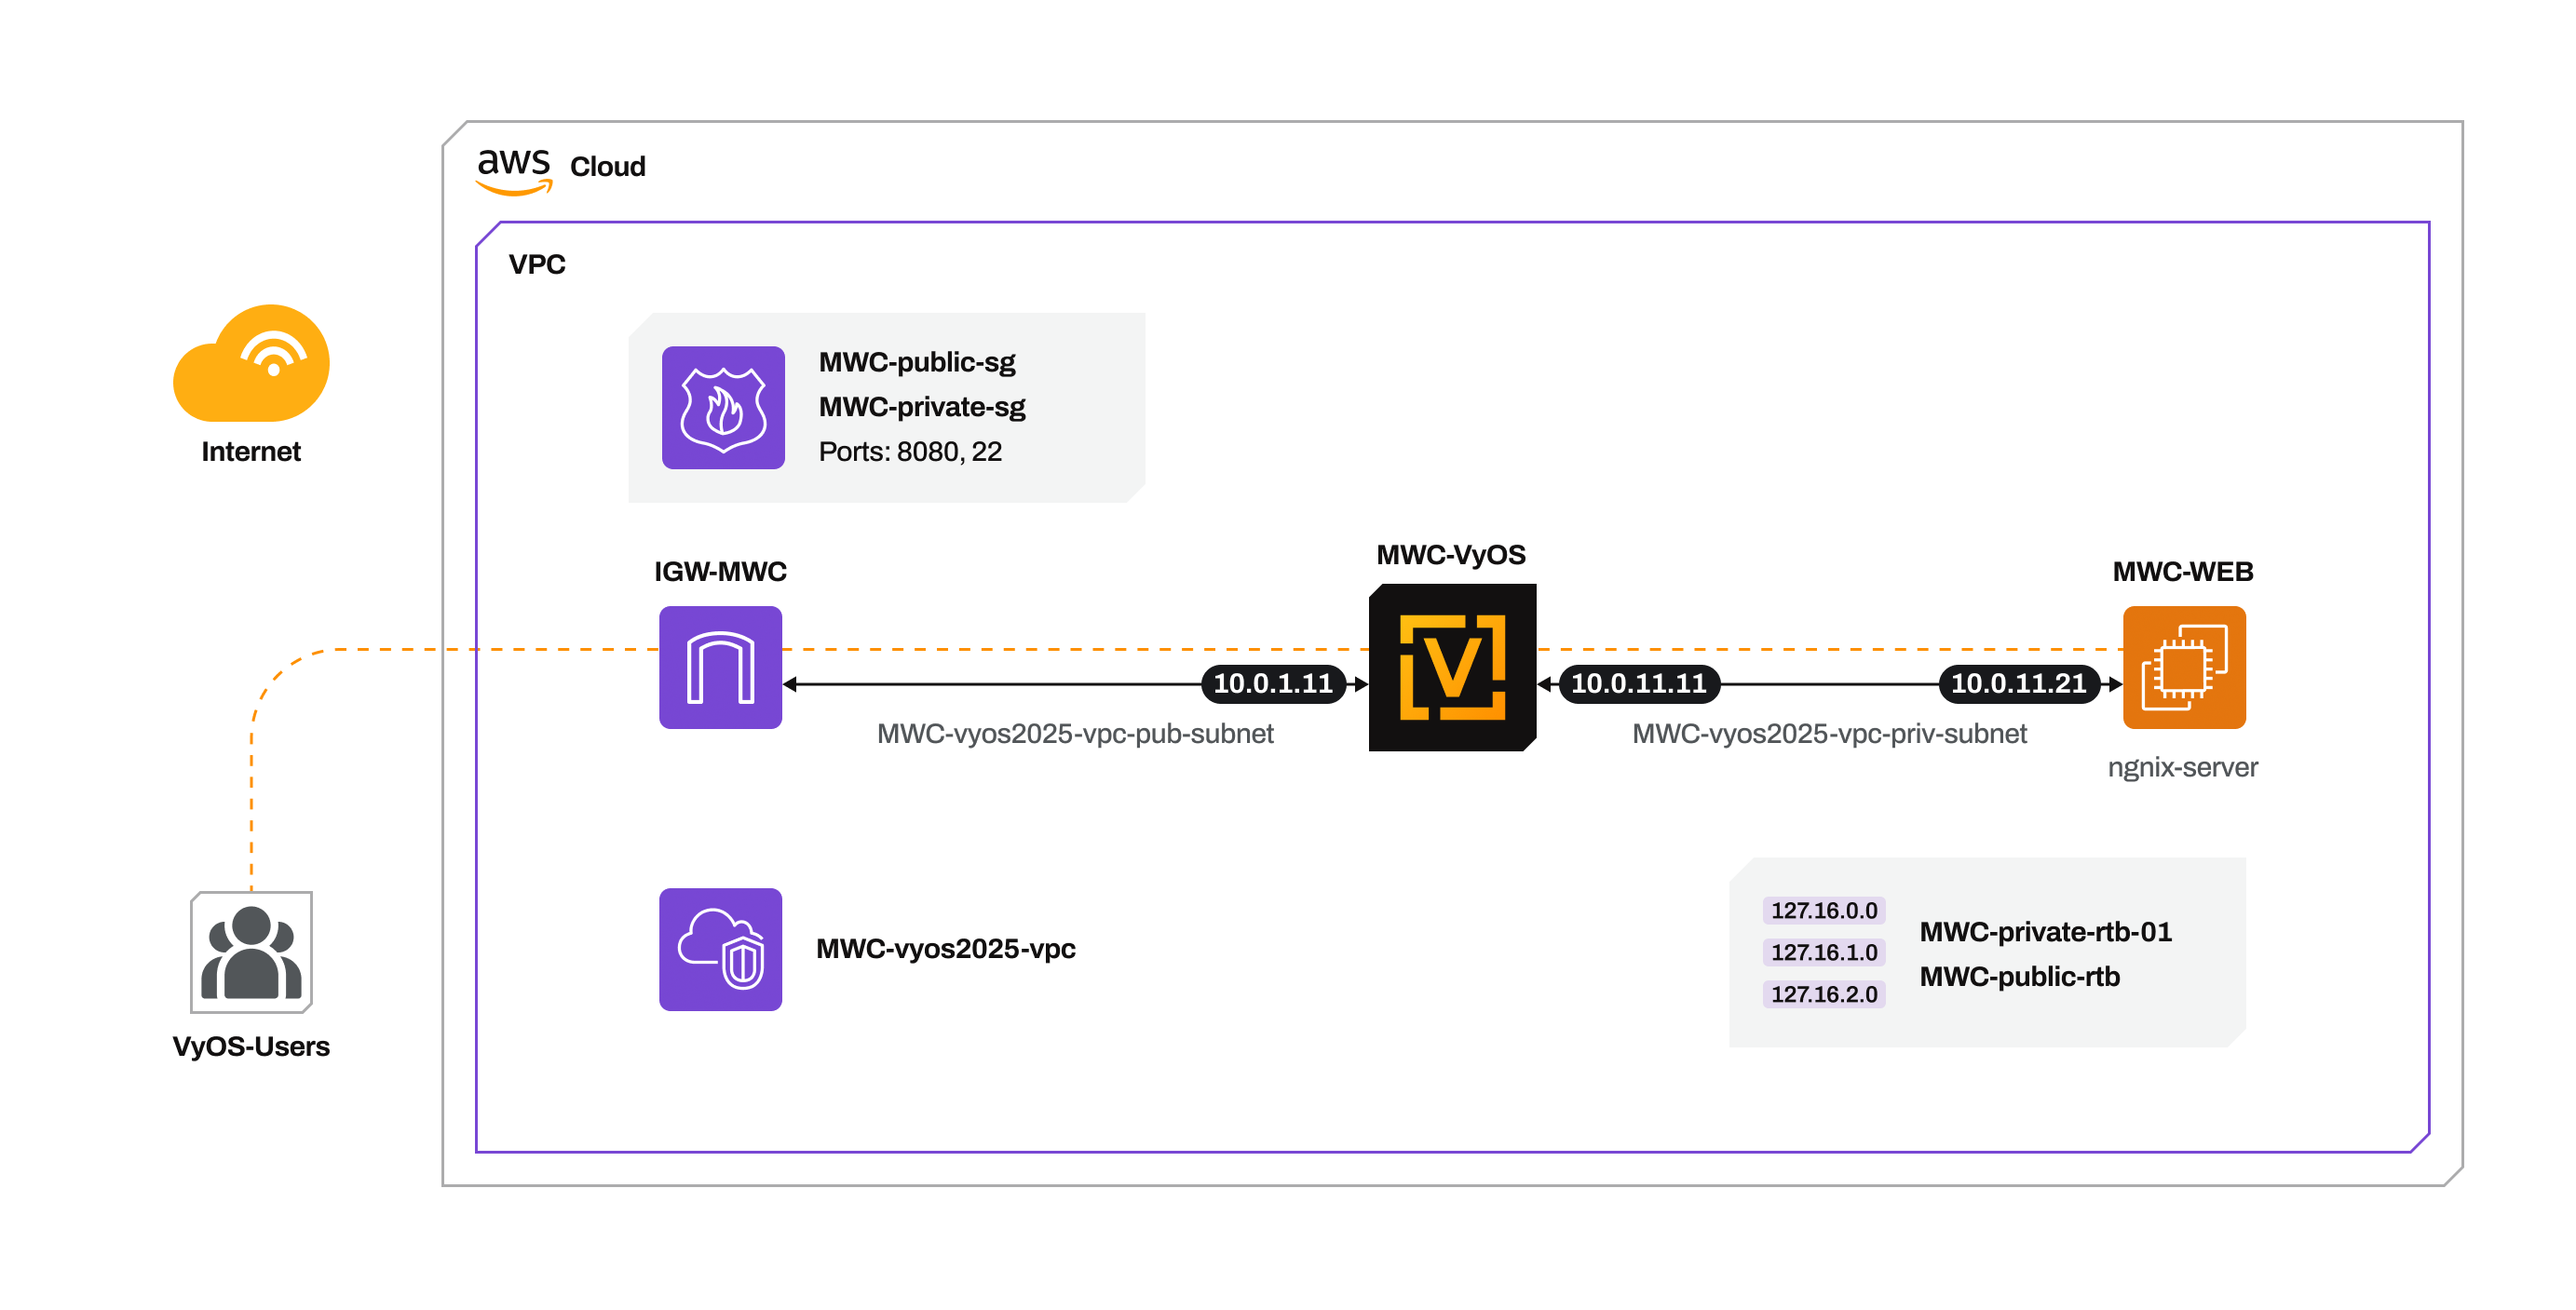 aws Cloud
VPC
MWC-public-sg
MWC-private-sg
Ports: 8080, 22
Internet
IGW-MWC
MWC-VyOS
MWC-WEB
V
10.0.1.11
10.0.11.11
10.0.11.21
MWC-vyos2025-vpc-pub-subnet
MWC-vyos2025-vpc-priv-subnet
ngnix-server
VyOS-Users
MWC-vyos2025-vpc
127.16.0.0
127.16.1.0
127.16.2.0
MWC-private-rtb-01
MWC-public-rtb